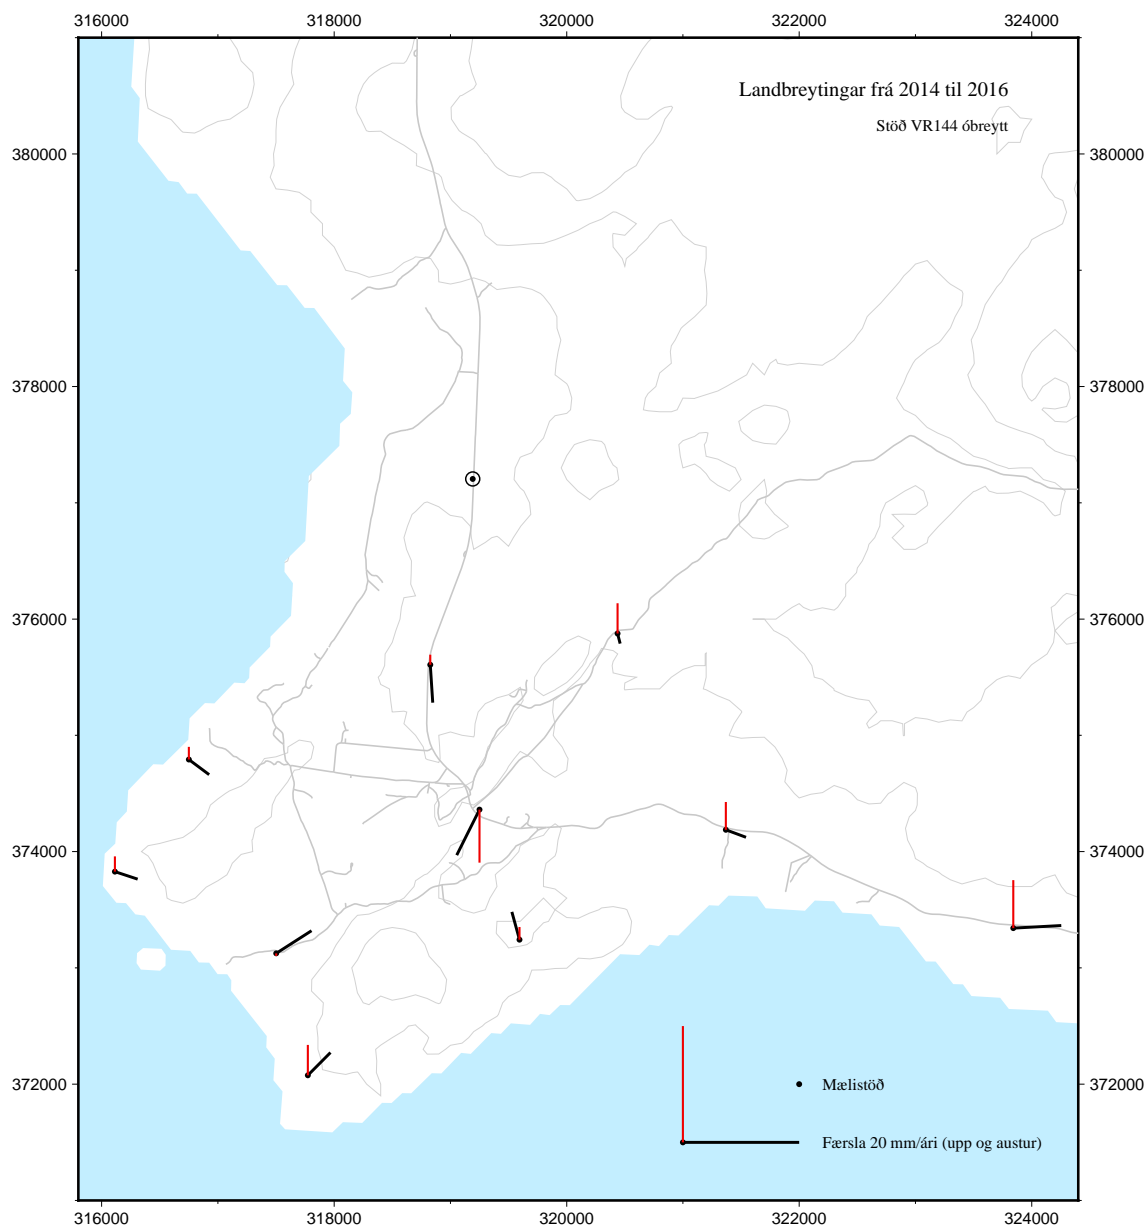 316000 318000 320000 322000 324000
Landbreytingar frá 2014 til 2016
Stöð VR144 óbreytt
380000 380000
378000 378000
376000 376000
374000 374000
372000 372000
Mælistöð
Færsla 20 mm/ári (upp og austur)
316000 318000 320000 322000 324000